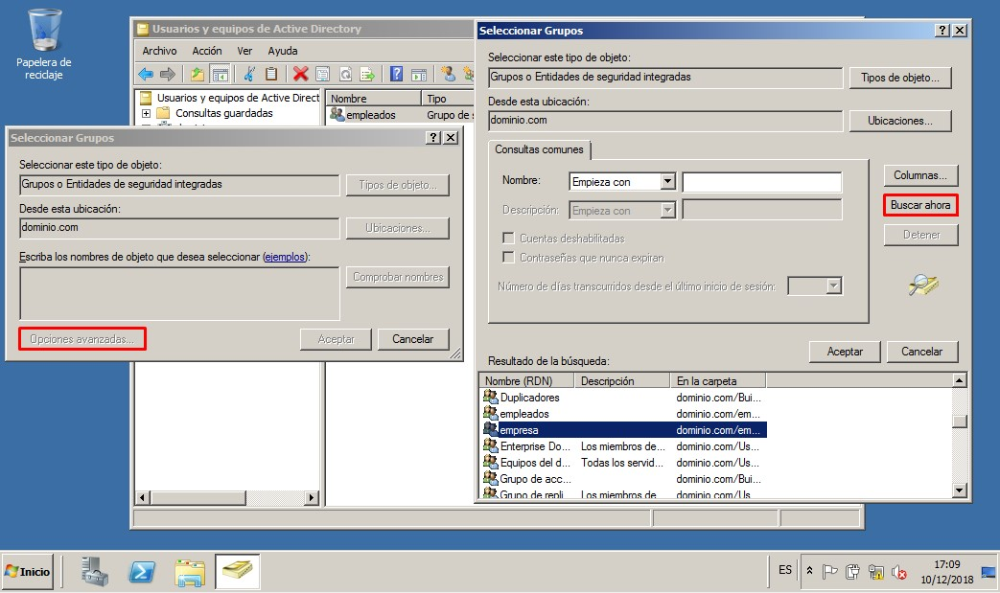 Papelera de
reciclaje
Usuarios y equipos de Active Directory
Archivo Acción Ver Ayuda
Usuarios y equipos de Active Direct
Consultas guardadas
Nombre Tipo
empleados Grupo de s
Seleccionar Grupos
Seleccionar este tipo de objeto:
Grupos o Entidades de seguridad integradas
Tipos de objeto...
Desde esta ubicación:
dominio.com
Ubicaciones...
Escriba los nombres de objeto que desea seleccionar (ejemplos):
Comprobar nombres
Opciones avanzadas...
Aceptar
Cancelar
Seleccionar Grupos
Seleccionar este tipo de objeto:
Grupos o Entidades de seguridad integradas
Tipos de objeto...
Desde esta ubicación:
dominio.com
Ubicaciones...
Consultas comunes
Nombre: Empieza con
Descripción: Empieza con
Cuentas deshabilitadas
Contraseñas que nunca expiran
Número de días transcurridos desde el último inicio de sesión:
Columnas...
Buscar ahora
Detener
Aceptar
Cancelar
Resultado de la búsqueda:
Nombre (RDN) Descripción En la carpeta
Duplicadores dominio.com/Bui...
empleados dominio.com/em...
empresa dominio.com/em...
Enterprise Do... Los miembros de... dominio.com/Us...
Equipos del d... Todas los servid... dominio.com/Us...
Grupo de acc... dominio.com/Bui...
Grupo de repli Los miembros de dominio.com/Us
Inicio
ES
17:09
10/12/2018